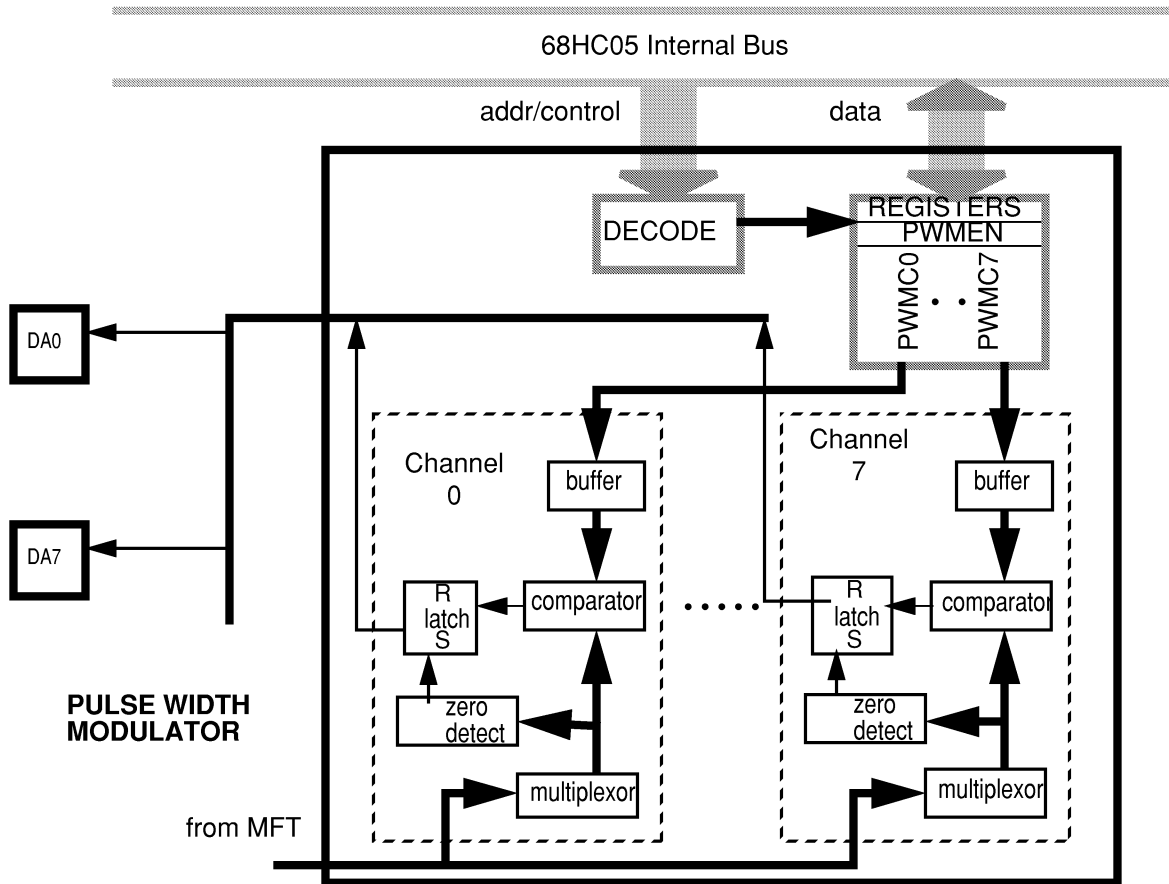 68HC05 Internal Bus
addr/control
data
DECODE
REGISTERS
PWMEN
PWMC0
PWMC7
DA0
DA7
Channel
0
buffer
R
latch
S
comparator
zero
detect
multiplexor
Channel
7
buffer
R
latch
S
comparator
zero
detect
multiplexor
PULSE WIDTH
MODULATOR
from MFT